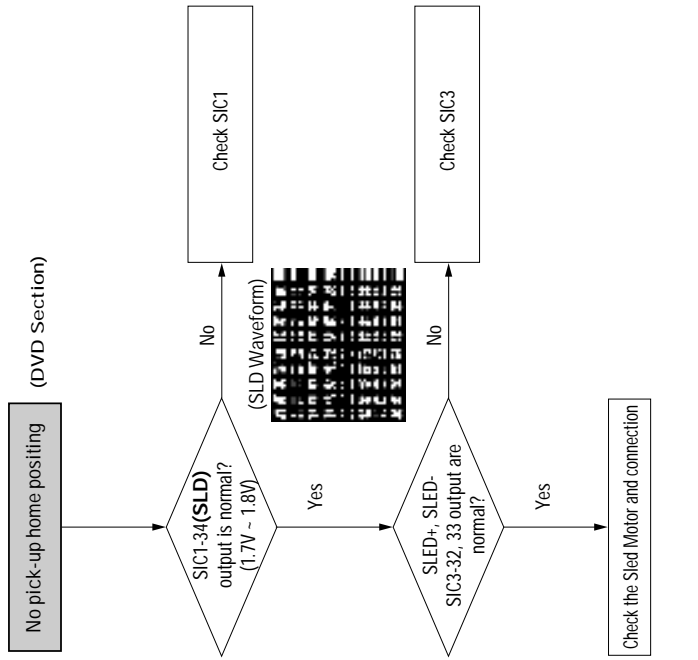 No pick-up home positing
(DVD Section)
SIC1-34(SLD)
output is normal?
(1.7V ~ 1.8V)
No
Check SIC1
(SLD Waveform)
Yes
SLED+, SLED-
SIC3-32, 33 output are
normal?
No
Check SIC3
Yes
Check the Sled Motor and connection